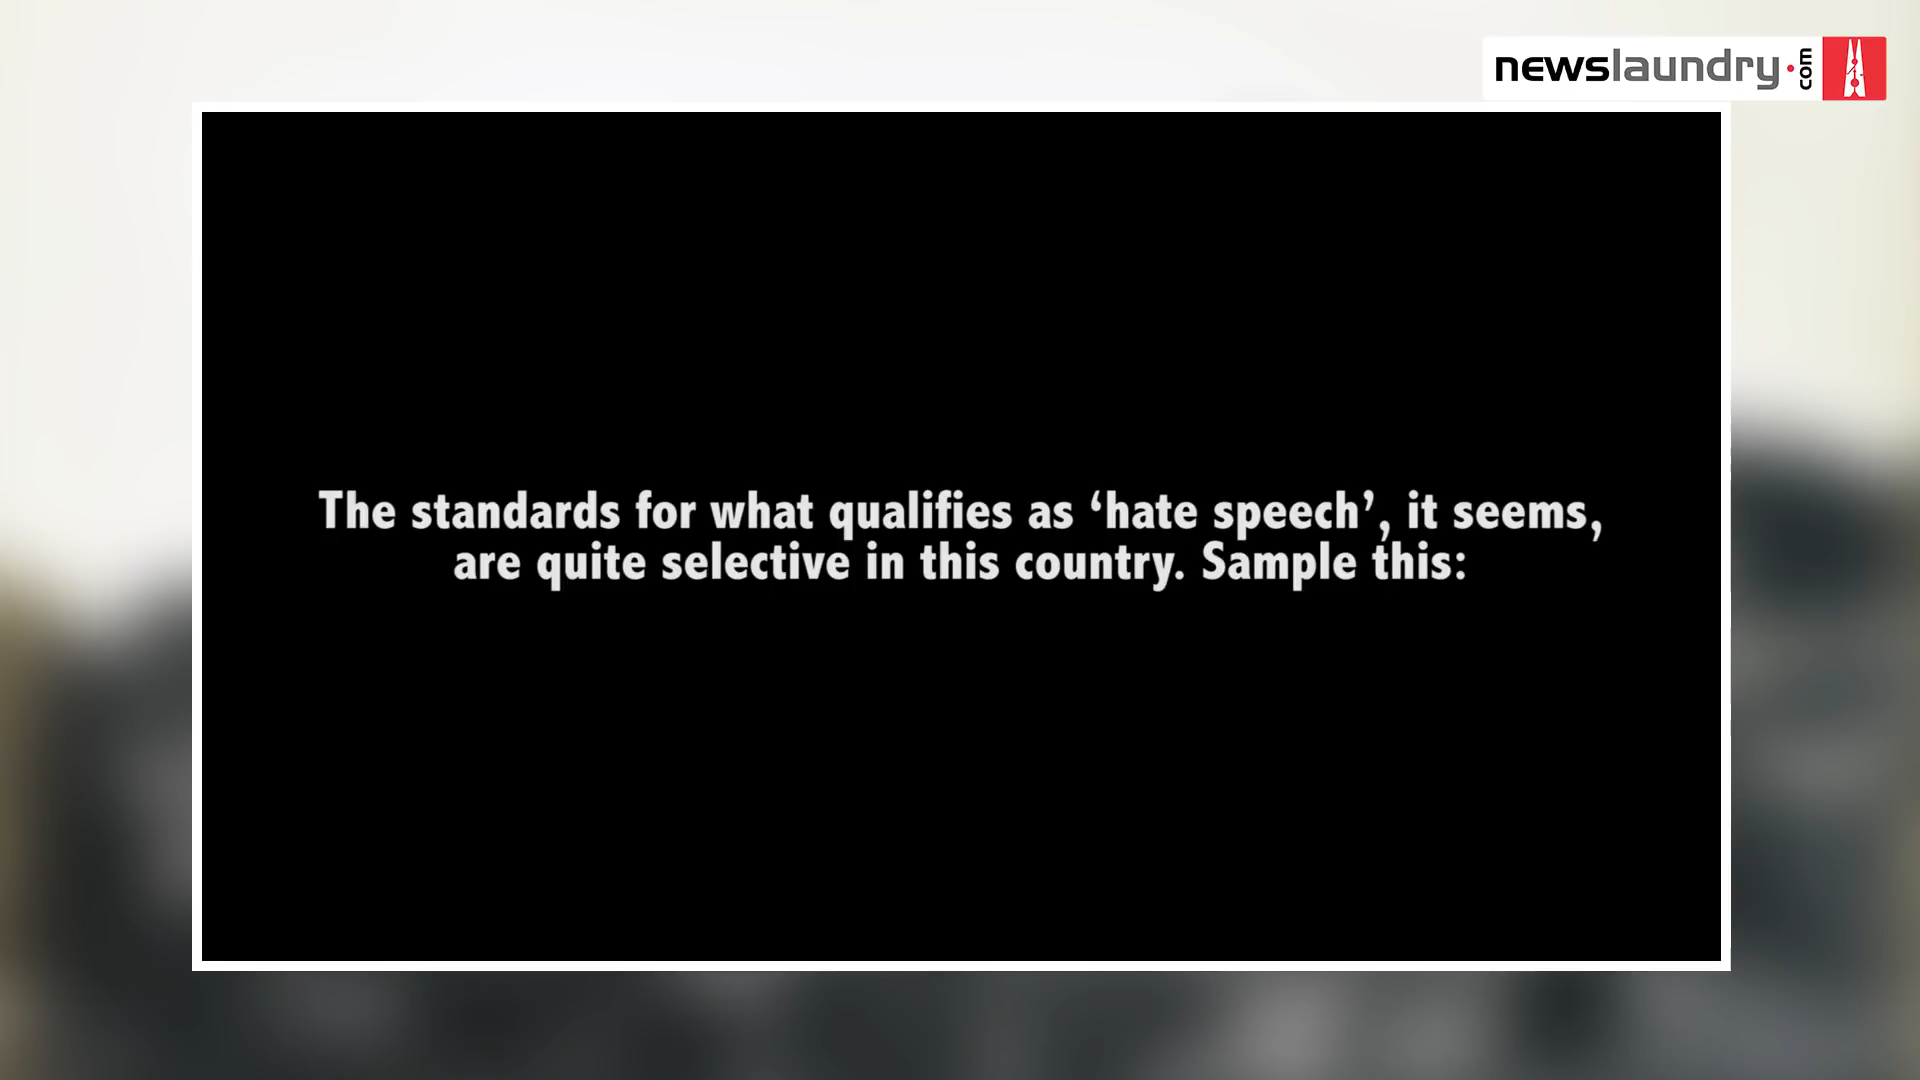 newslaundry.com
The standards for what qualifies as ‘hate speech’, it seems,
are quite selective in this country. Sample this: